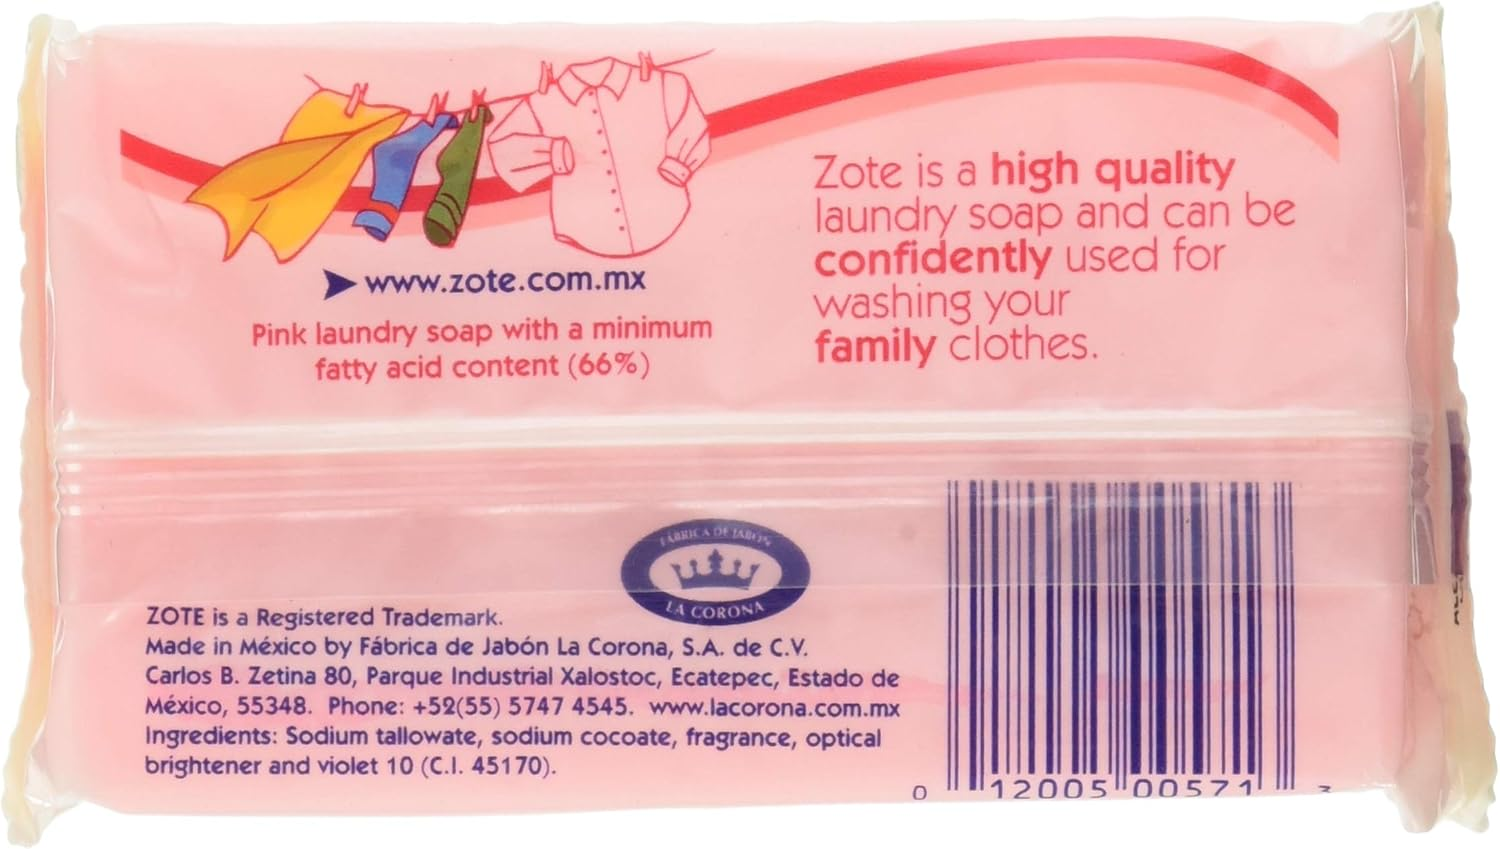 Zote is a high quality
laundry soap and can be
confidently used for
washing your
family clothes.
www.zote.com.mx
Pink laundry soap with a minimum
fatty acid content (66%)
FÁBRICA DE JABÓN
LA CORONA
ZOTE is a Registered Trademark.
Made in México by Fábrica de Jabón La Corona, S.A. de C.V.
Carlos B. Zetina 80, Parque Industrial Xalostoc, Ecatepec, Estado de
México, 55348. Phone: +52(55) 5747 4545. www.lacorona.com.mx
Ingredients: Sodium tallowate, sodium cocoate, fragrance, optical
brightener and violet 10 (C.I. 45170).
0 12005 00571 3